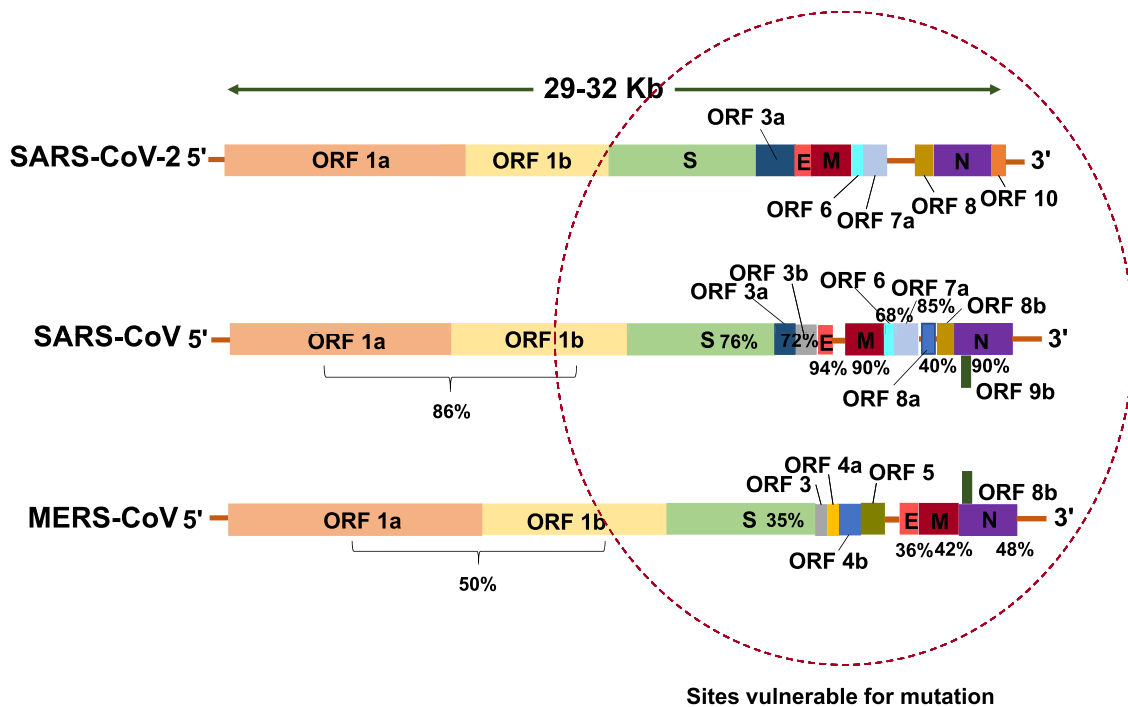 29-32 Kb
ORF 3a
SARS-CoV-2 5' ORF 1a ORF 1b S E M N 3'
ORF 6 ORF 7a ORF 8 ORF 10
ORF 3b ORF 6 ORF 7a
ORF 3a 68% 85% ORF 8b
SARS-CoV 5' ORF 1a ORF 1b S 76% 72% E M N 3'
94% 90% 40% 90%
ORF 8a ORF 9b
86%
ORF 4a ORF 5
ORF 3 ORF 8b
MERS-CoV 5' ORF 1a ORF 1b S 35% E M N 3'
36% 42% 48%
ORF 4b
50%
Sites vulnerable for mutation